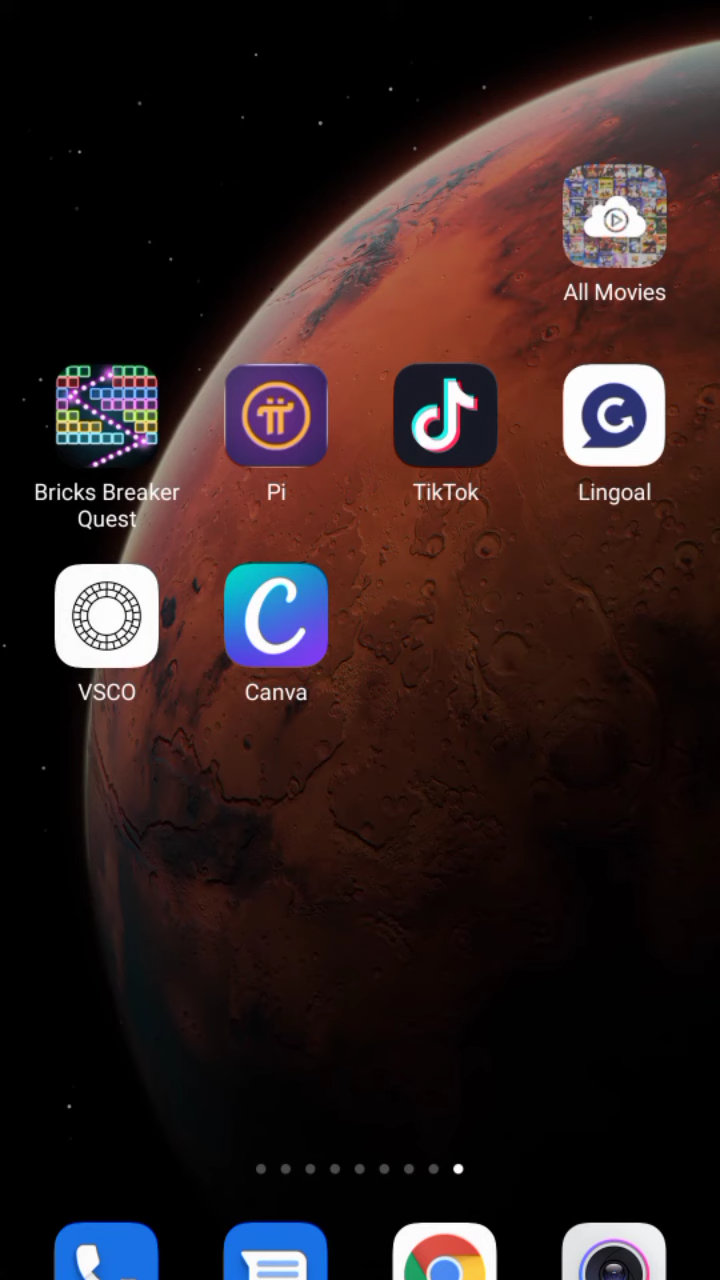 All Movies
Bricks Breaker
Quest
Pi
TikTok
Lingoal
VSCO
Canva